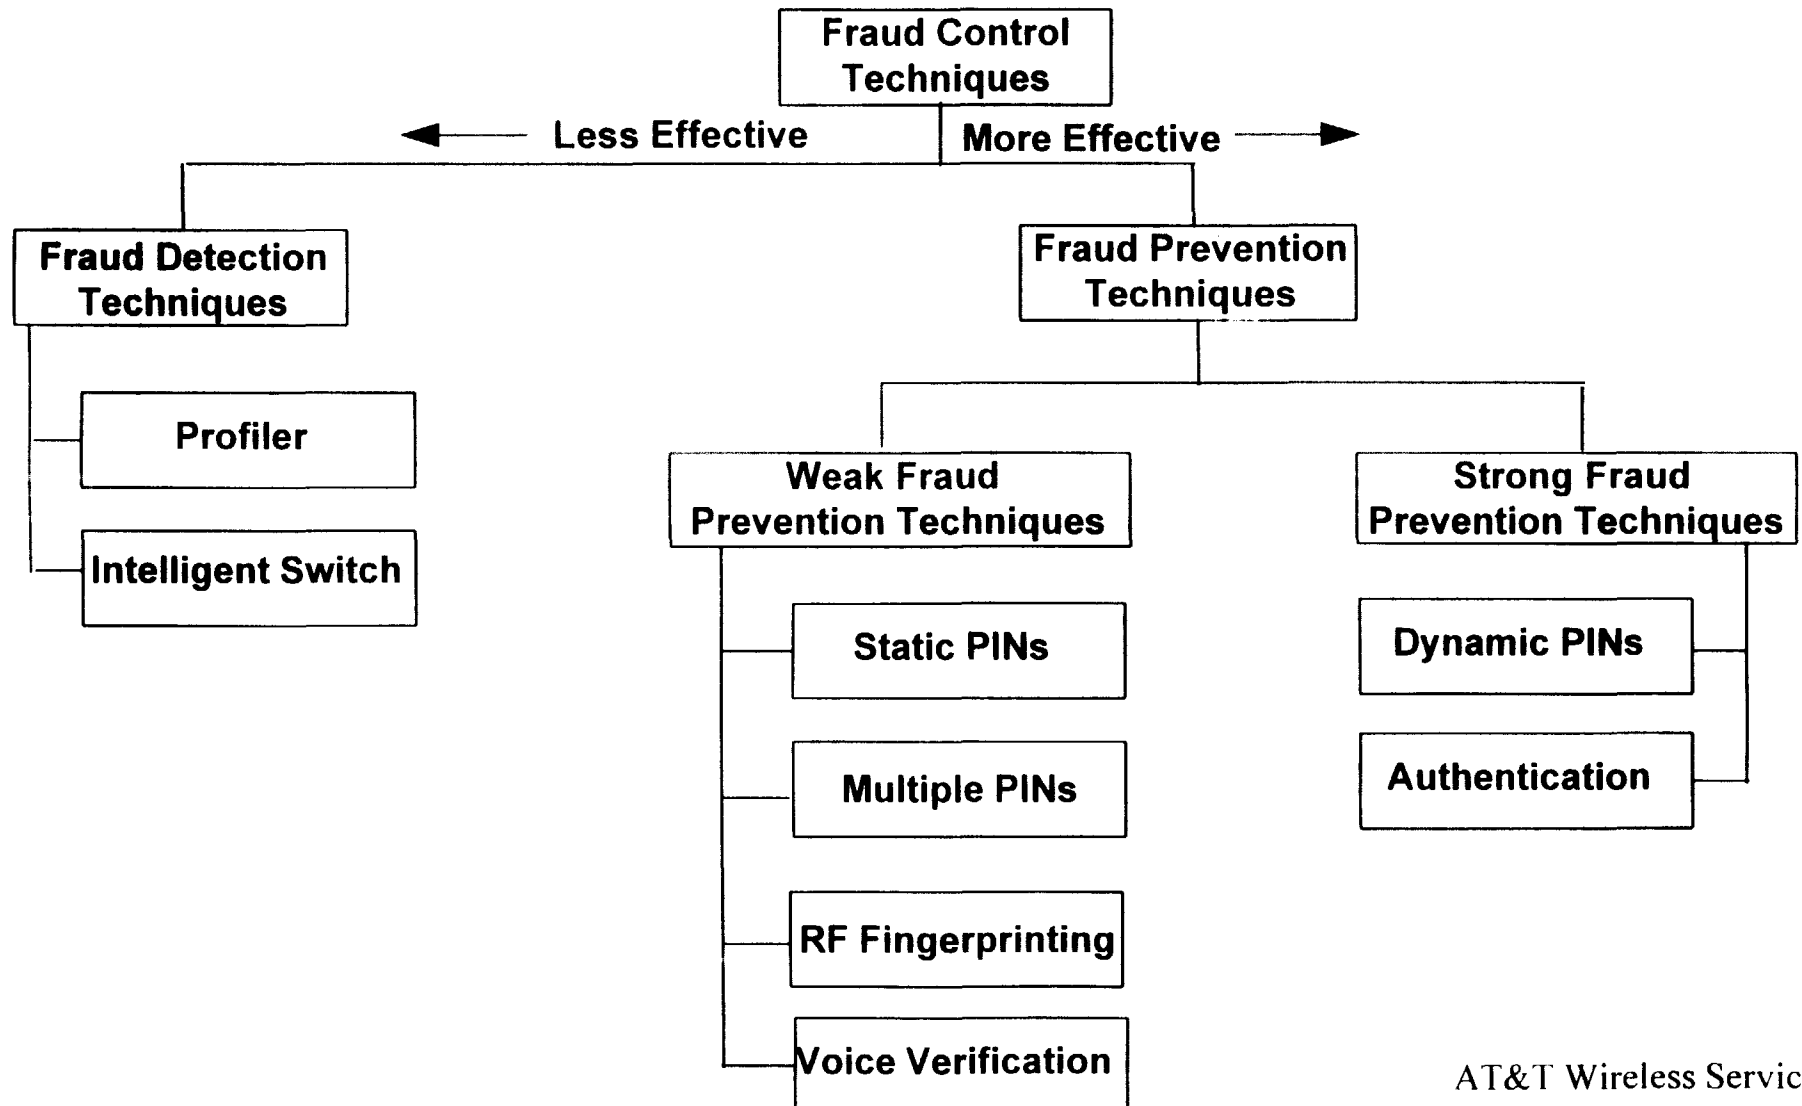 Fraud Control
Techniques
Less Effective
More Effective
Fraud Detection
Techniques
Fraud Prevention
Techniques
Profiler
Intelligent Switch
Weak Fraud
Prevention Techniques
Static PINs
Multiple PINs
RF Fingerprinting
Voice Verification
Strong Fraud
Prevention Techniques
Dynamic PINs
Authentication
AT&T Wireless Servic